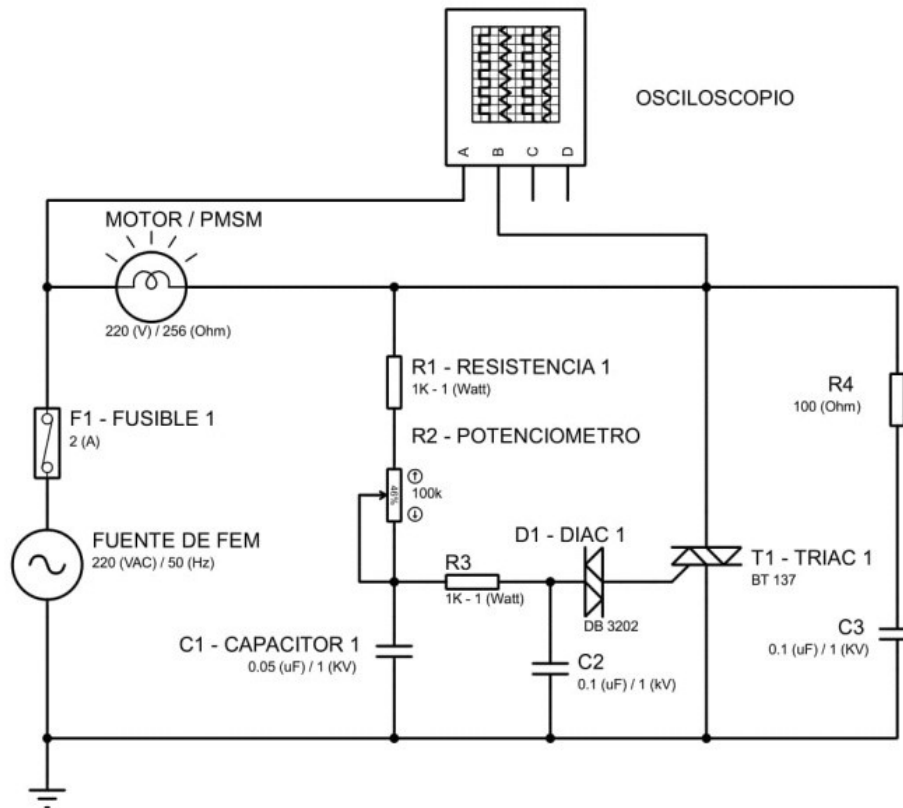 OSCILOSCOPIO
A B C D
MOTOR / PMSM
220 (V) / 256 (Ohm)
F1 - FUSIBLE 1
2 (A)
FUENTE DE FEM
220 (VAC) / 50 (Hz)
R1 - RESISTENCIA 1
1K - 1 (Watt)
R2 - POTENCIOMETRO
46%
100k
R3
1K - 1 (Watt)
C1 - CAPACITOR 1
0.05 (uF) / 1 (KV)
D1 - DIAC 1
DB 3202
C2
0.1 (uF) / 1 (kV)
T1 - TRIAC 1
BT 137
R4
100 (Ohm)
C3
0.1 (uF) / 1 (KV)